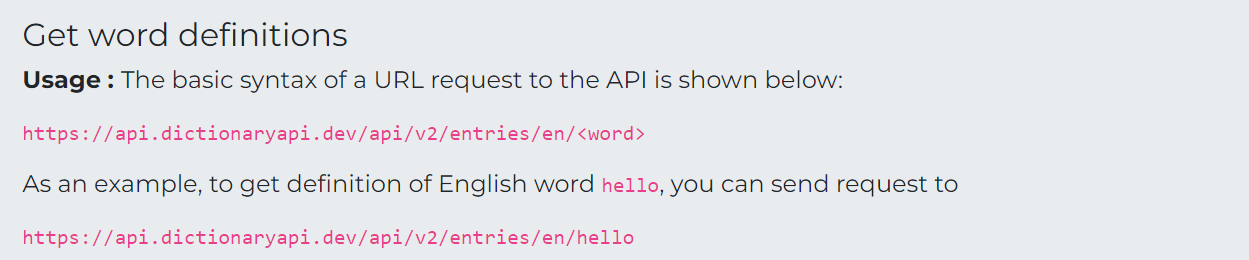 Get word definitions
Usage : The basic syntax of a URL request to the API is shown below:
https://api.dictionaryapi.dev/api/v2/entries/en/<word>
As an example, to get definition of English word hello, you can send request to
https://api.dictionaryapi.dev/api/v2/entries/en/hello